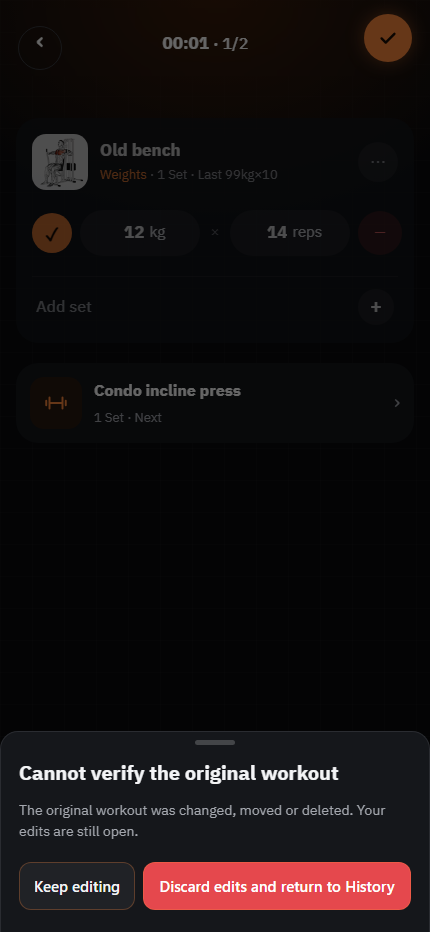 00:01 · 1/2
Old bench
Weights · 1 Set · Last 99kg×10
12 kg × 14 reps
Add set
Condo incline press
1 Set · Next
Cannot verify the original workout
The original workout was changed, moved or deleted. Your
edits are still open.
Keep editing
Discard edits and return to History